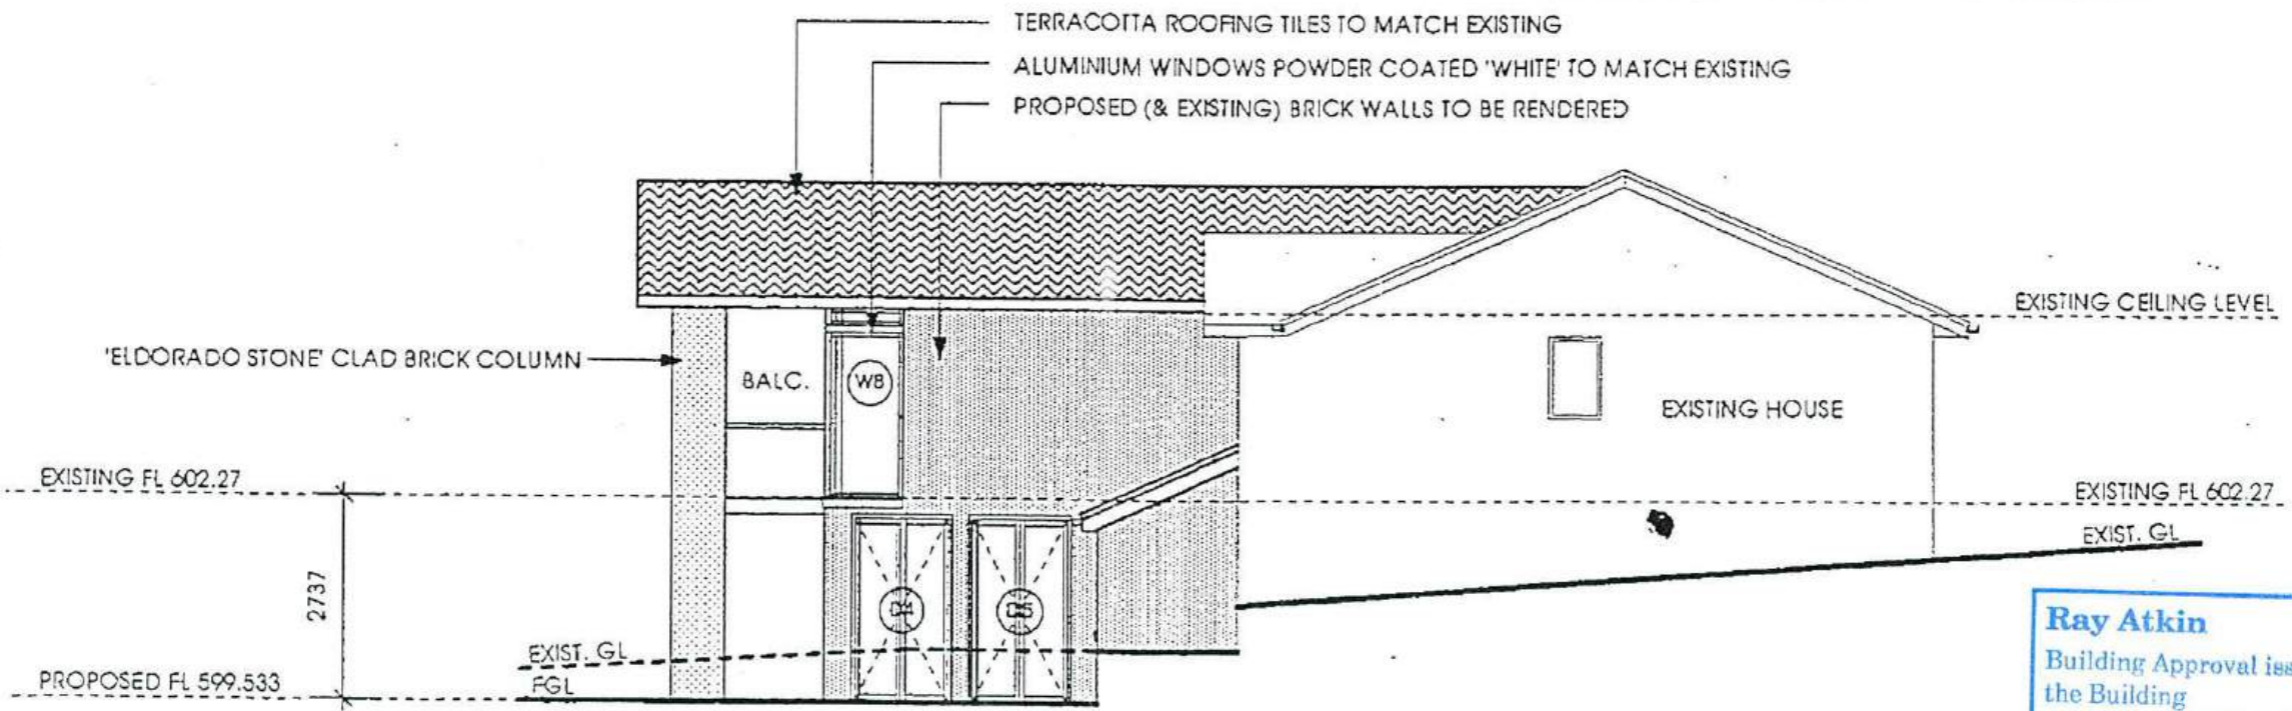 TERRACOTTA ROOFING TILES TO MATCH EXISTING
ALUMINIUM WINDOWS POWDER COATED 'WHITE' TO MATCH EXISTING
PROPOSED (& EXISTING) BRICK WALLS TO BE RENDERED
EXISTING CEILING LEVEL
'ELDORADO STONE' CLAD BRICK COLUMN
BALC.
W8
EXISTING HOUSE
EXISTING FL 602.27
EXISTING FL 602.27
EXIST. GL
2737
D4
D5
EXIST. GL
FGL
PROPOSED FL 599.533
Ray Atkin
Building Approval iss
the Building